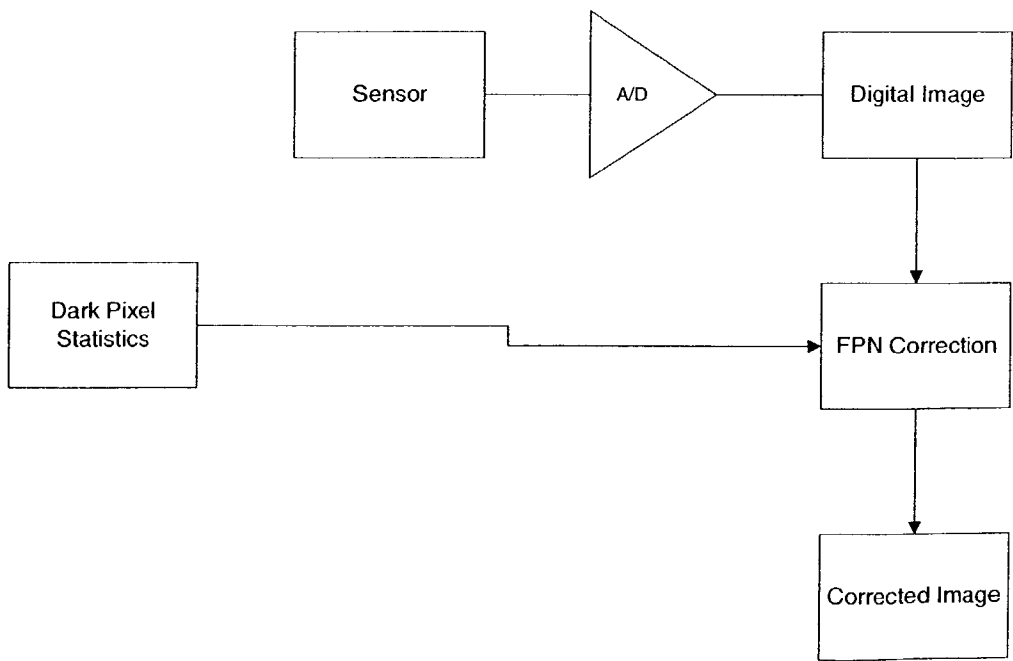 Sensor
A/D
Digital Image
Dark Pixel
Statistics
FPN Correction
Corrected Image